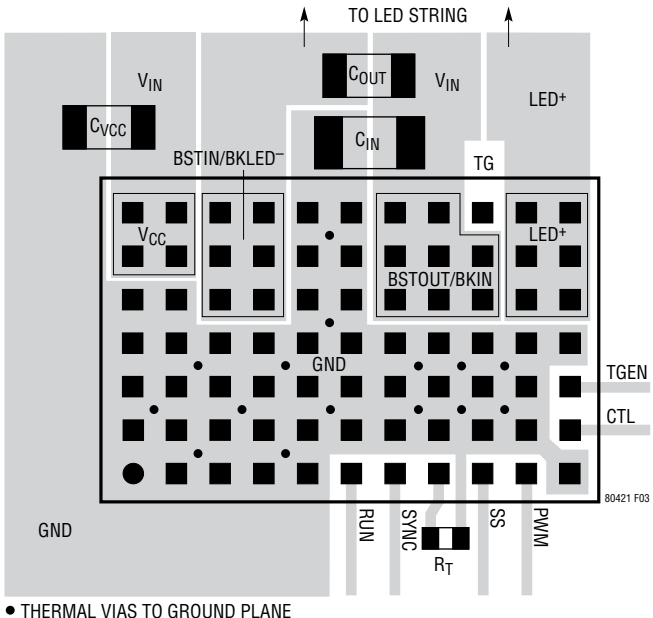 TO LED STRING
VIN
COUT
VIN
LED+
CVCC
CIN
BSTIN/BKLED–
TG
VCC
LED+
BSTOUT/BKIN
GND
TGEN
CTL
80421 F03
GND
RUN
SYNC
RT
SS
PWM
● THERMAL VIAS TO GROUND PLANE